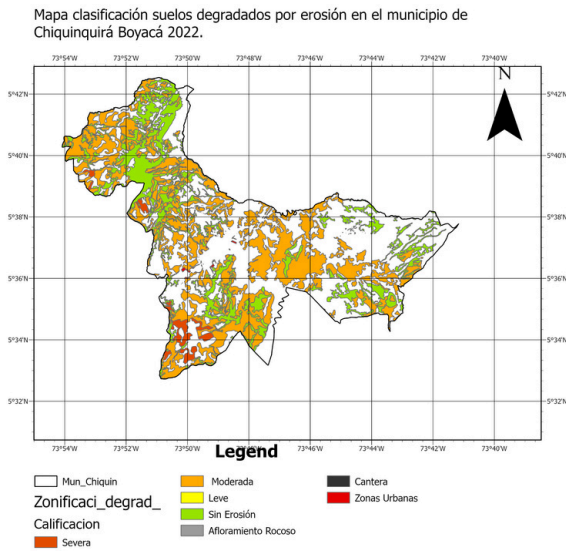 Mapa clasificación suelos degradados por erosión en el municipio de
Chiquinquirá Boyacá 2022.
73°54'W 73°52'W 73°50'W 73°48'W 73°46'W 73°44'W 73°42'W 73°40'W
N
5°42'N 5°42'N
5°40'N 5°40'N
5°38'N 5°38'N
5°36'N 5°36'N
5°34'N 5°34'N
5°32'N 5°32'N
73°54'W 73°52'W 73°50'W 73°48'W 73°46'W 73°44'W 73°42'W 73°40'W
Legend
Mun_Chiquin
Zonificaci_degrad_
Calificacion
Severa
Moderada
Leve
Sin Erosión
Afloramiento Rocoso
Cantera
Zonas Urbanas